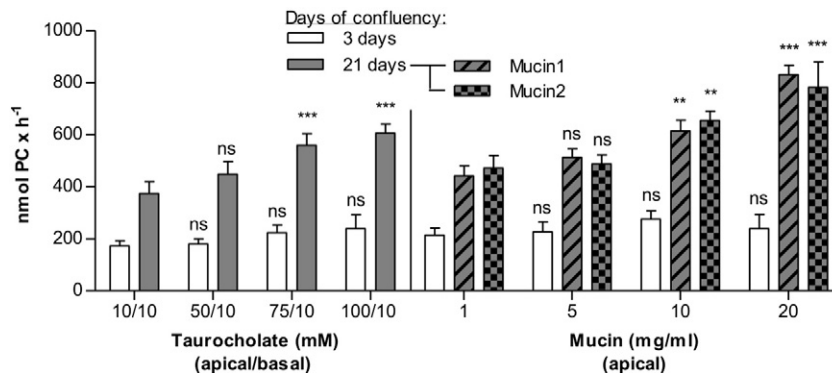 Days of confluency:
3 days
21 days
Mucin1
Mucin2
nmol PC x h⁻¹
1000
800
600
400
200
0
ns
ns
***
ns
***
ns
ns
ns
ns
ns
**
**
ns
***
***
10/10
50/10
75/10
100/10
1
5
10
20
Taurocholate (mM)
(apical/basal)
Mucin (mg/ml)
(apical)